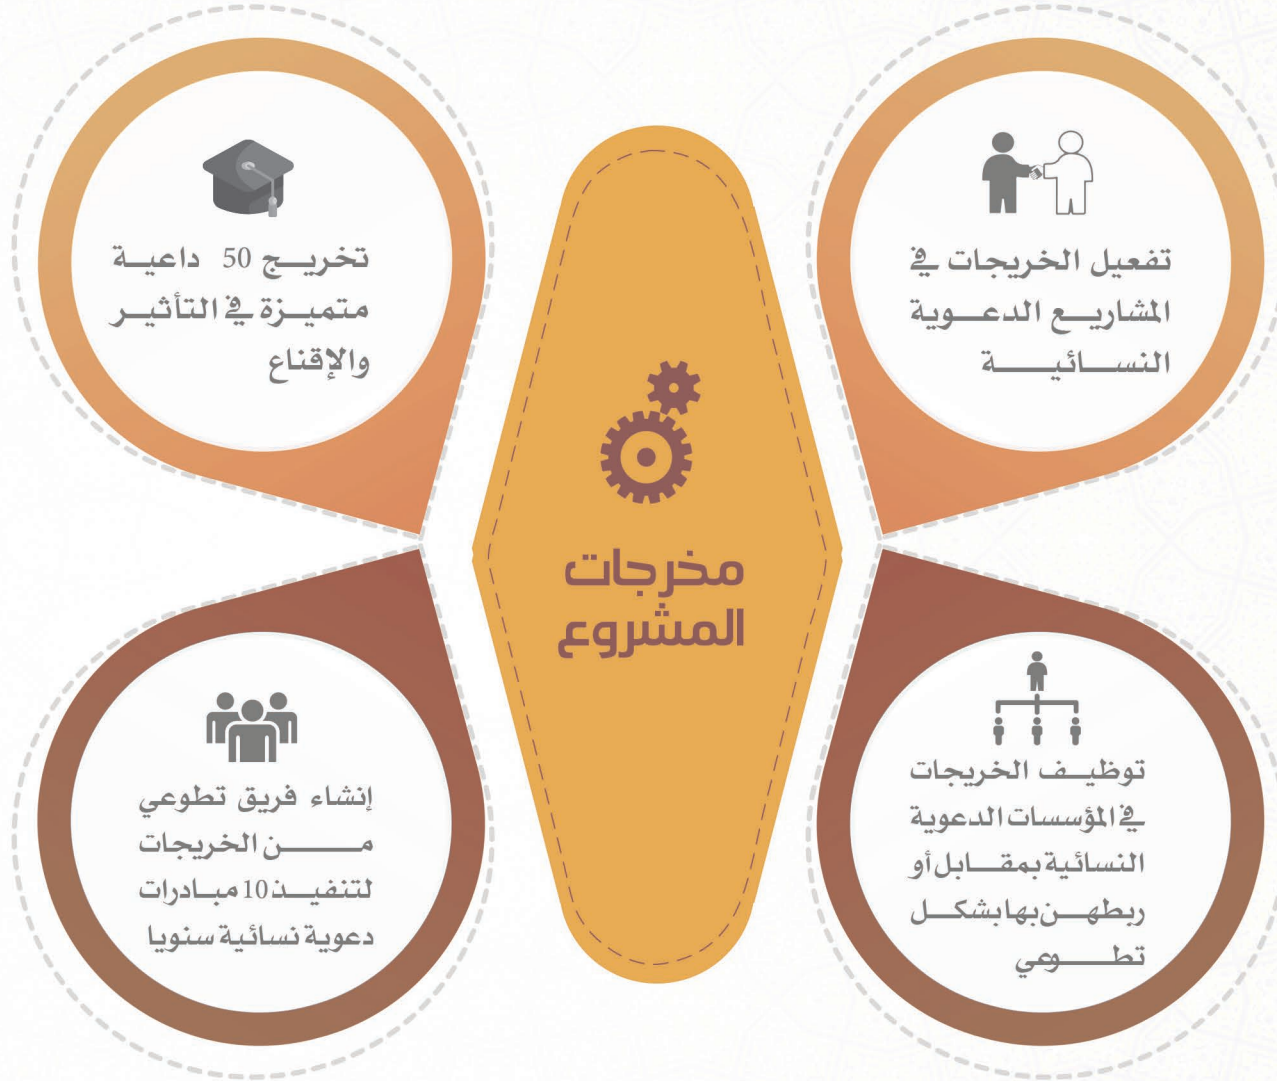 تفعيل الخريجات في
المشاريع الدعوية
النسائية
تخريج 50 داعية
متميزة في التأثير
والإقناع
مخرجات
المشروع
توظيف الخريجات
في المؤسسات الدعوية
النسائية بمقابل أو
ربطهن بها بشكل
تطوعي
إنشاء فريق تطوعي
من الخريجات
لتنفيذ 10 مبادرات
دعوية نسائية سنويا